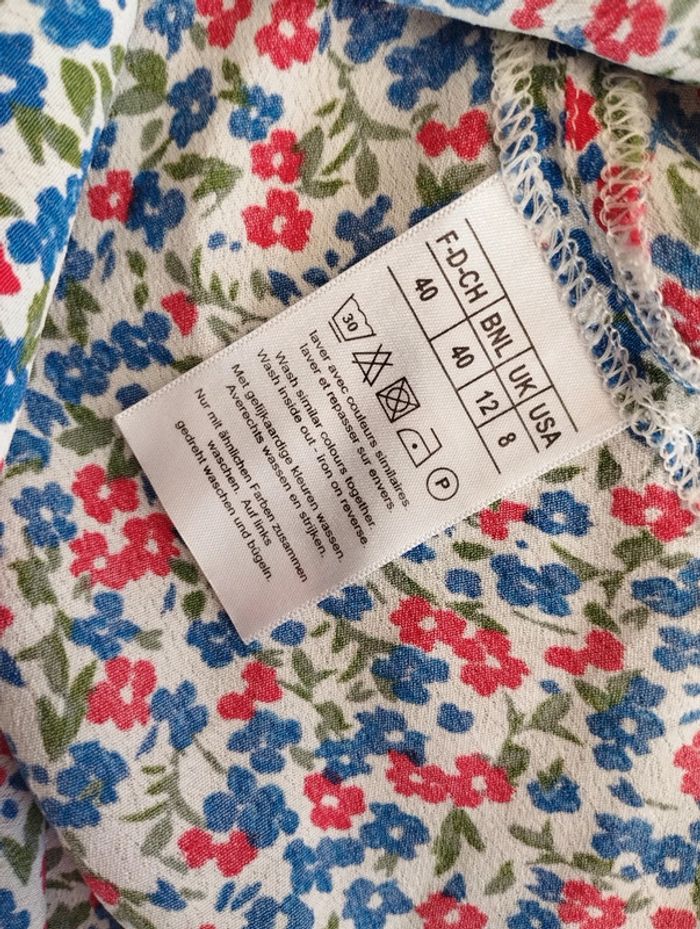 F-D-CH BNL UK USA
40 40 12 8
30 P
laver avec couleurs similaires
laver et repasser sur envers.
Wash similar colours together
Wash inside out - iron on reverse.
Met gelijkaardige kleuren wassen.
Averechts wassen en strijken.
Nur mit ähnlichen Farben zusammen
waschen. Auf links
gedreht waschen und bügeln.